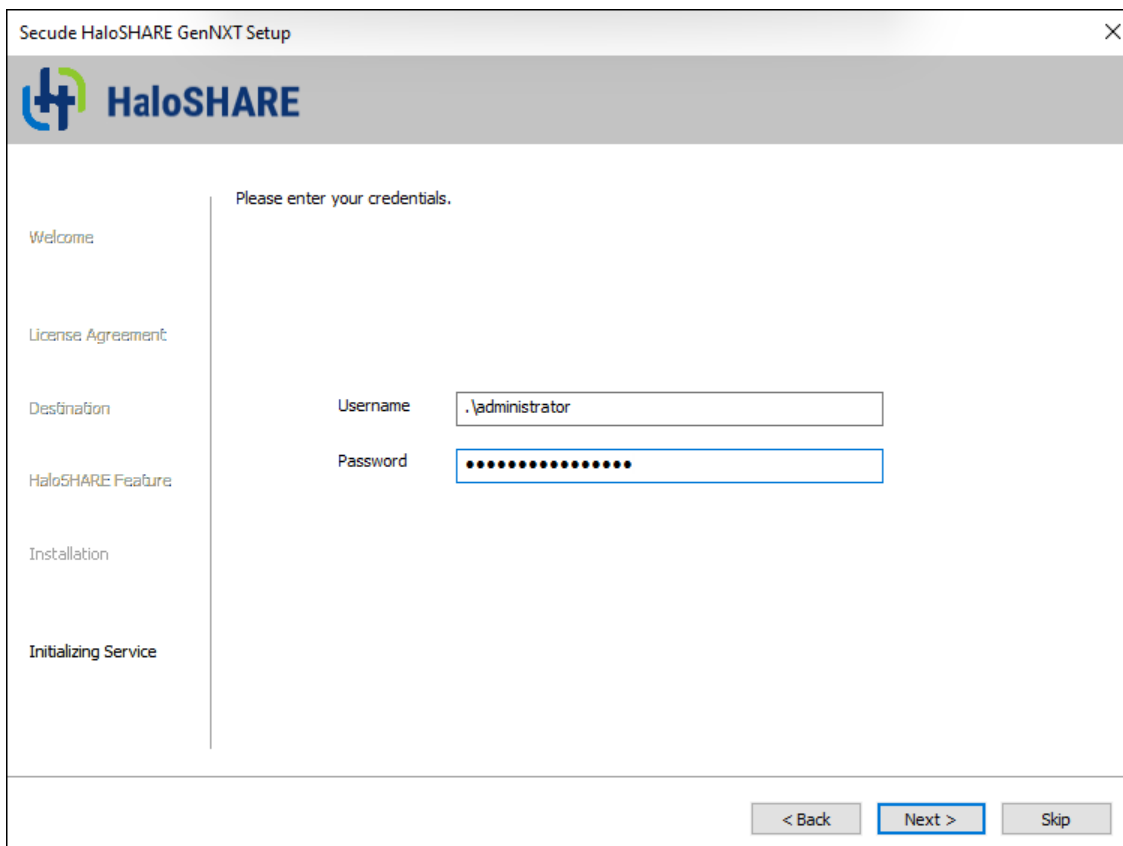 Secude HaloSHARE GenNXT Setup
HaloSHARE
Please enter your credentials.
Welcome
License Agreement
Destination
HaloSHARE Feature
Installation
Initializing Service
Username
.\administrator
Password
••••••••••••••••
< Back
Next >
Skip